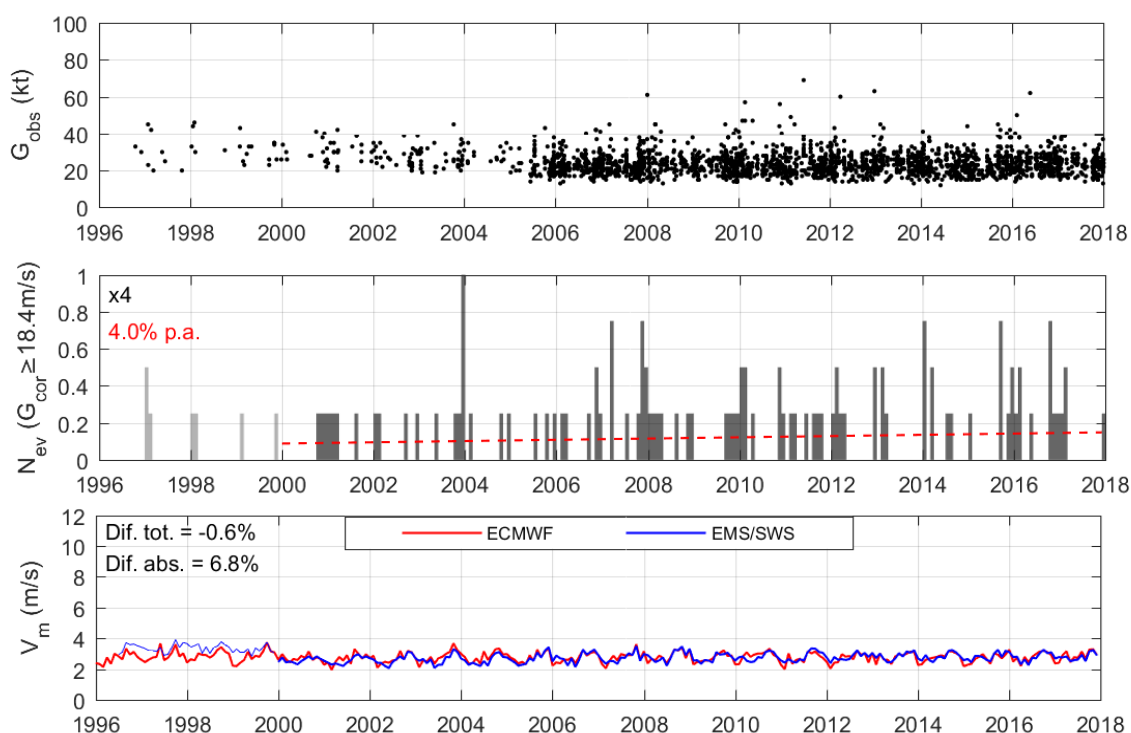 100
80
60
40
20
0
G_obs (kt)
1996 1998 2000 2002 2004 2006 2008 2010 2012 2014 2016 2018
1
0.8
0.6
0.4
0.2
0
N_ev (G_cor≥18.4m/s)
x4
4.0% p.a.
1996 1998 2000 2002 2004 2006 2008 2010 2012 2014 2016 2018
12
10
8
6
4
2
0
V_m (m/s)
Dif. tot. = -0.6%
Dif. abs. = 6.8%
ECMWF EMS/SWS
1996 1997 1998 1999 2000 2002 2004 2006 2008 2010 2012 2014 2016 2018